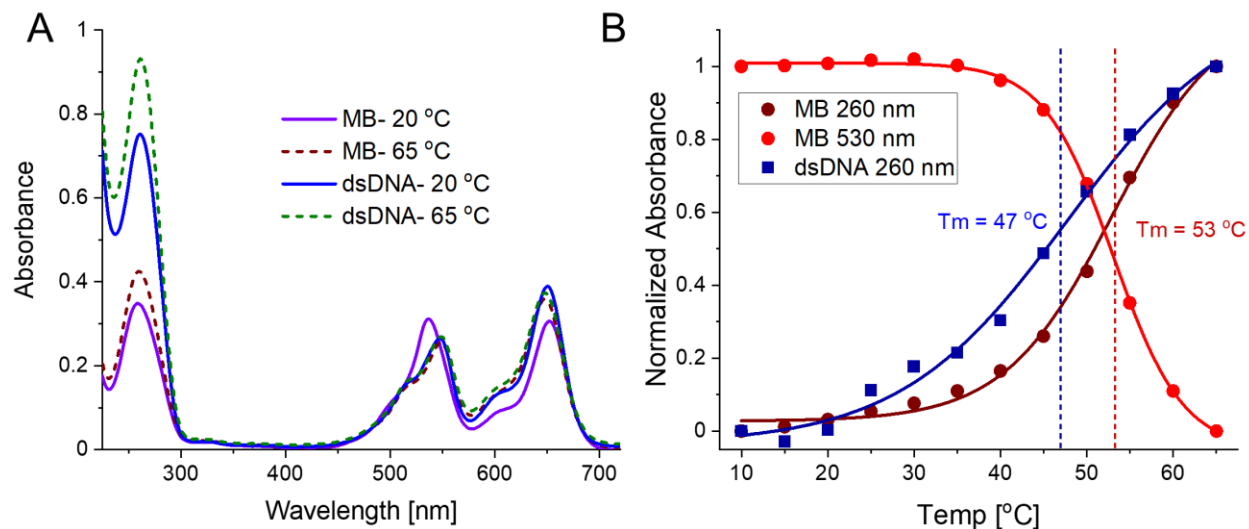 A
Absorbance
1
0.8
0.6
0.4
0.2
0
300
400
500
600
700
Wavelength [nm]
MB- 20 °C
MB- 65 °C
dsDNA- 20 °C
dsDNA- 65 °C
B
Normalized Absorbance
1
0.8
0.6
0.4
0.2
0
10
20
30
40
50
60
Temp [°C]
MB 260 nm
MB 530 nm
dsDNA 260 nm
Tm = 47 °C
Tm = 53 °C